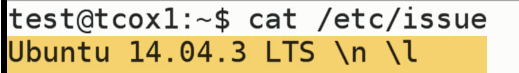 test@tcox1:~$ cat /etc/issue
Ubuntu 14.04.3 LTS \n \l